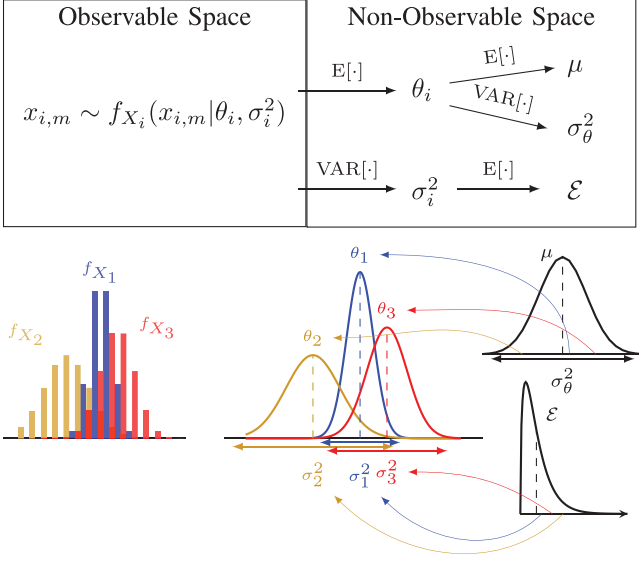 Observable Space
Non-Observable Space
x_{i,m} ∼ f_{X_i}(x_{i,m}|θ_i, σ_i^2)
E[·]
θ_i
E[·]
μ
VAR[·]
σ_θ^2
VAR[·]
σ_i^2
E[·]
ℰ
f_{X_1}
f_{X_2}
f_{X_3}
θ_1
θ_2
θ_3
σ_2^2
σ_1^2
σ_3^2
μ
σ_θ^2
ℰ